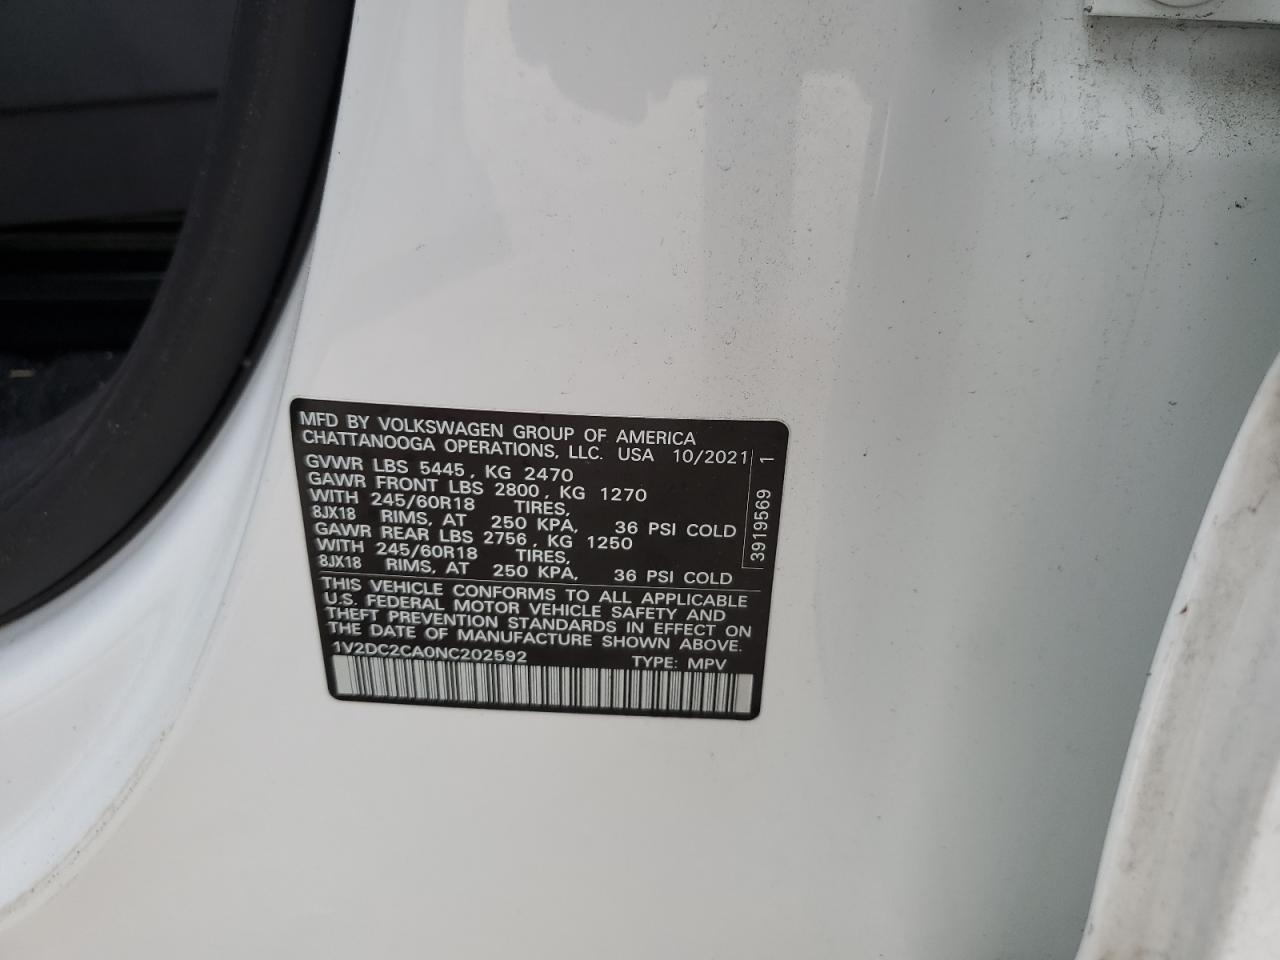 MFD BY VOLKSWAGEN GROUP OF AMERICA
CHATTANOOGA OPERATIONS, LLC. USA 10/2021
GVWR LBS 5445, KG 2470
GAWR FRONT LBS 2800, KG 1270
WITH 245/60R18 TIRES,
8JX18 RIMS, AT 250 KPA, 36 PSI COLD
GAWR REAR LBS 2756, KG 1250
WITH 245/60R18 TIRES,
8JX18 RIMS, AT 250 KPA, 36 PSI COLD
THIS VEHICLE CONFORMS TO ALL APPLICABLE
U.S. FEDERAL MOTOR VEHICLE SAFETY AND
THEFT PREVENTION STANDARDS IN EFFECT ON
THE DATE OF MANUFACTURE SHOWN ABOVE.
1V2DC2CA0NC202592 TYPE: MPV
3919569 1